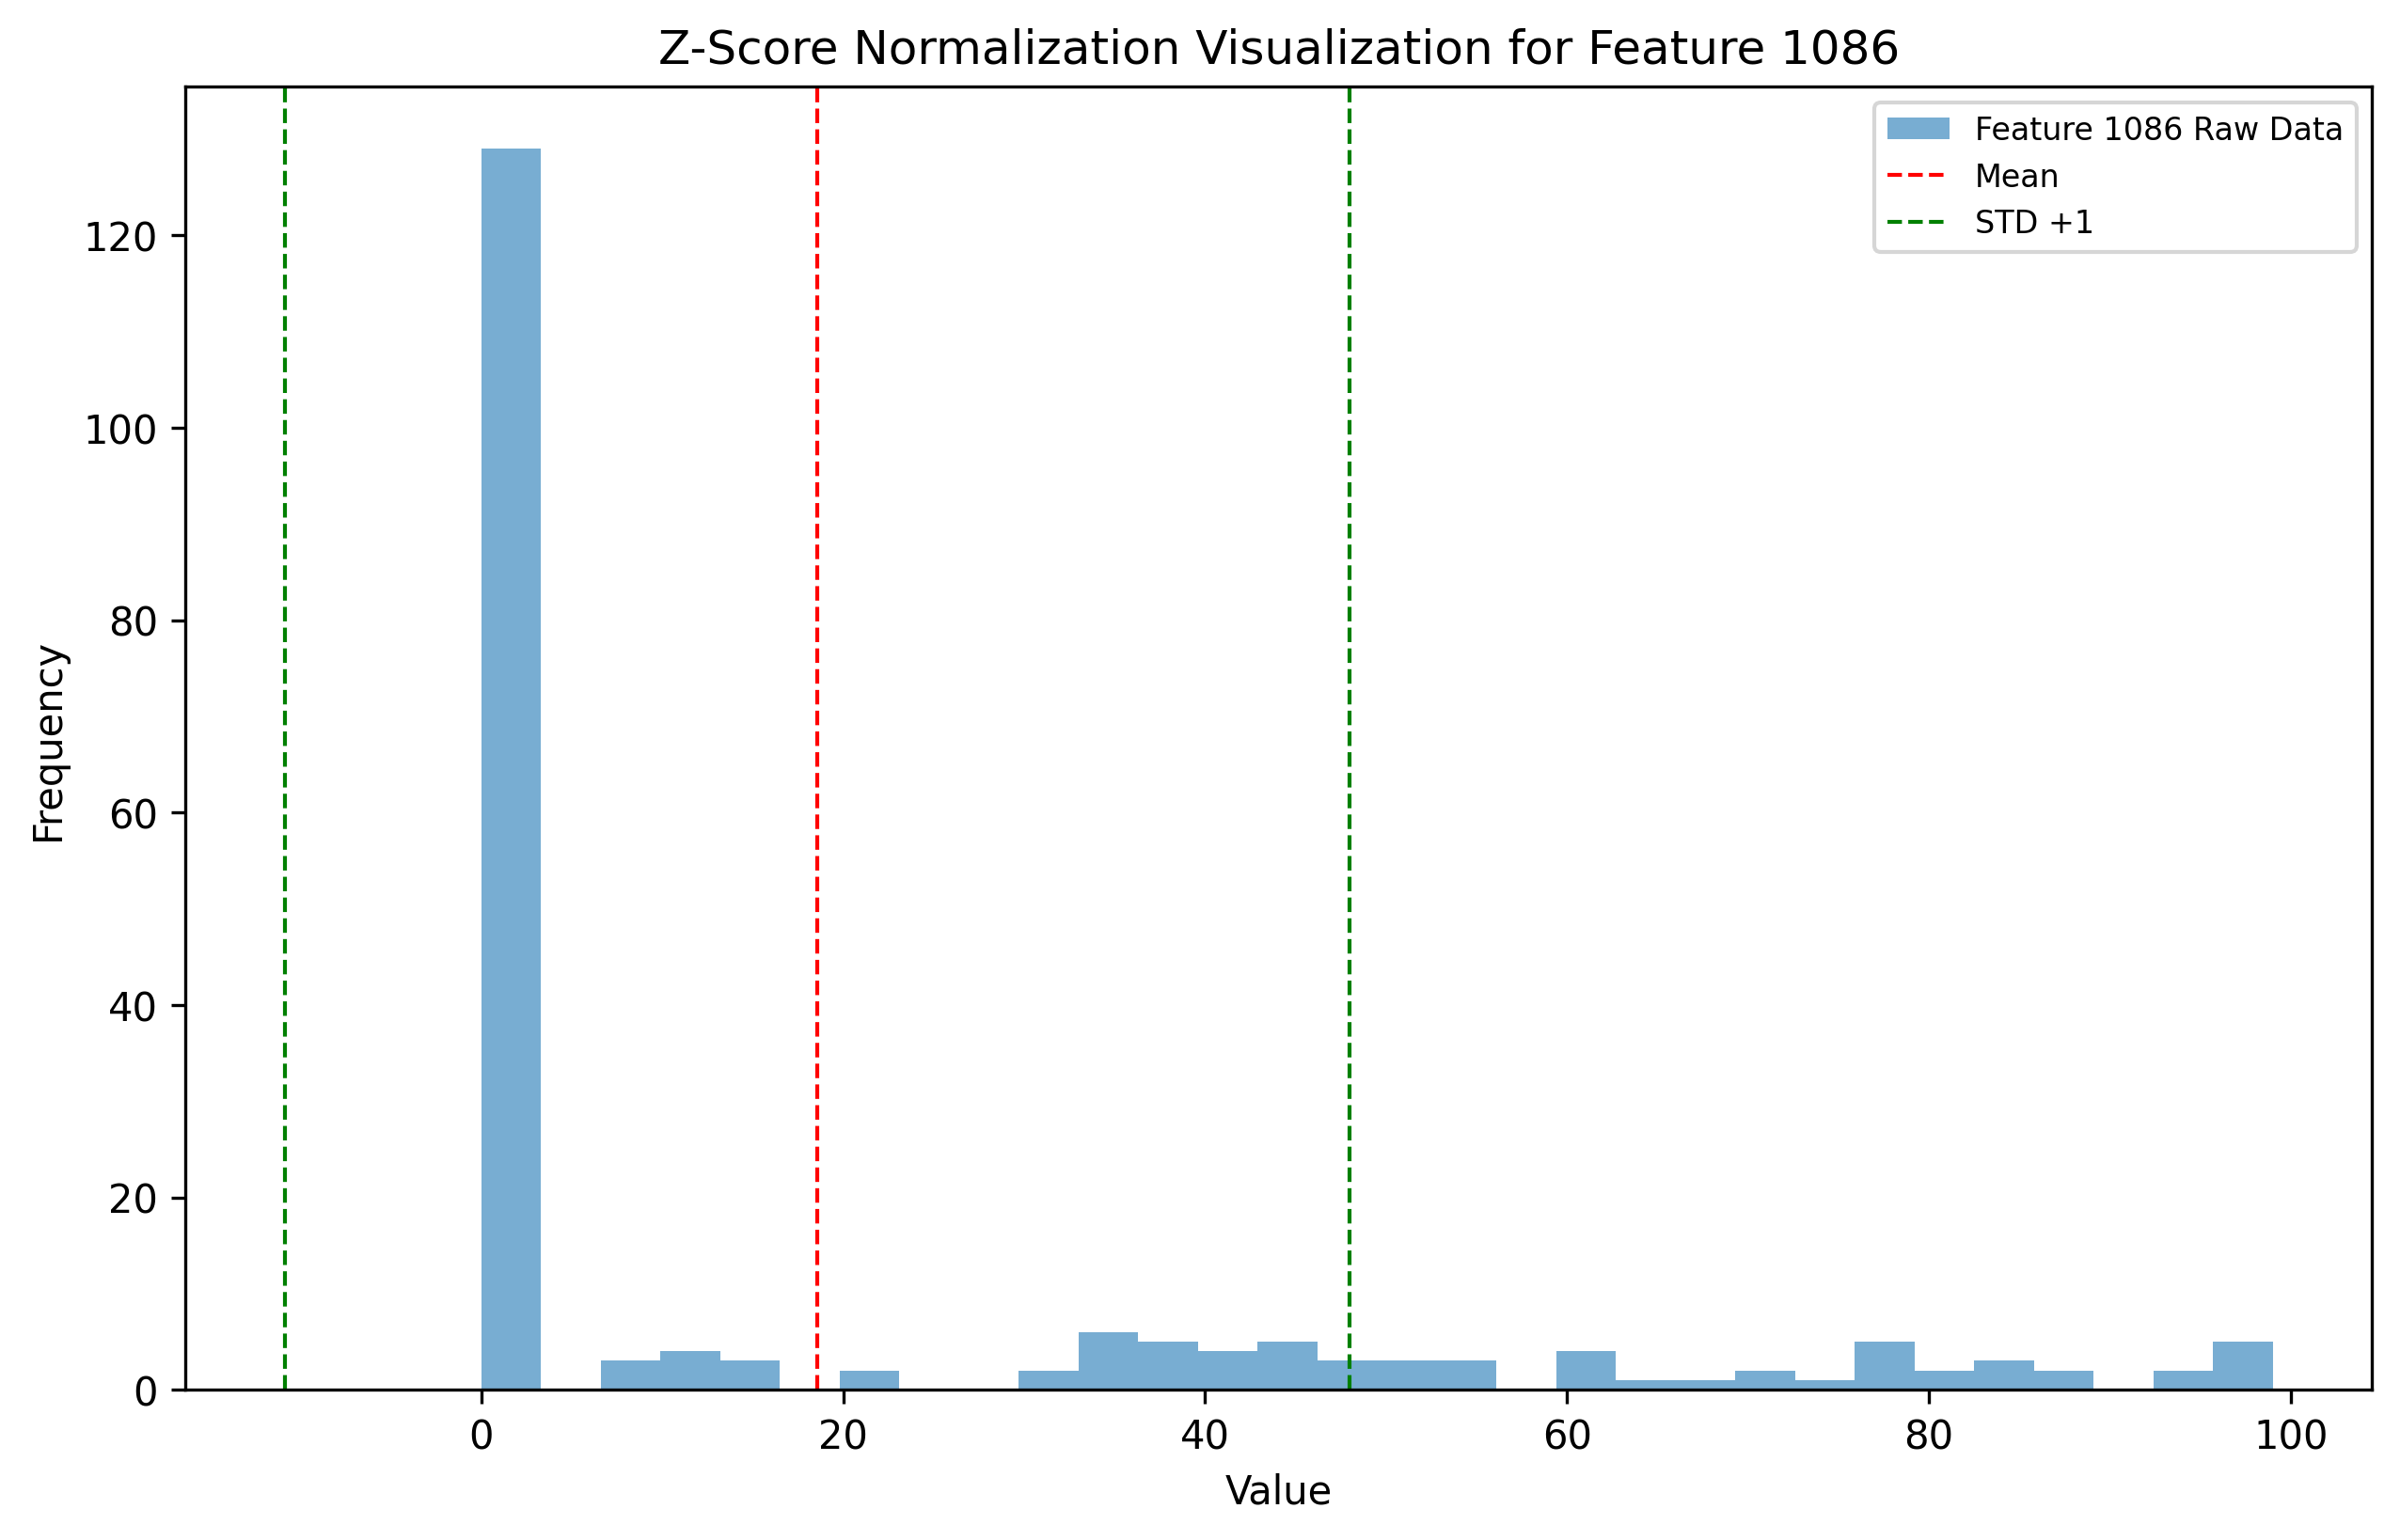 Z-Score Normalization Visualization for Feature 1086
Feature 1086 Raw Data
Mean
STD +1
120
100
80
60
40
20
0
Frequency
0 20 40 60 80 100
Value